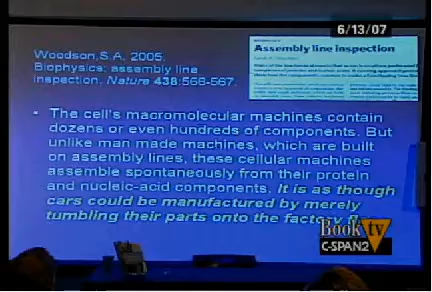 6/13/07
Assembly line inspection
Woodson,S.A. 2005.
Biophysics: assembly line
inspection. Nature 438:566-567.
• The cell's macromolecular machines contain
dozens or even hundreds of components. But
unlike man made machines, which are built
on assembly lines, these cellular machines
assemble spontaneously from their protein
and nucleic-acid components. It is as though
cars could be manufactured by merely
tumbling their parts onto the factory
Book tv
C-SPAN2